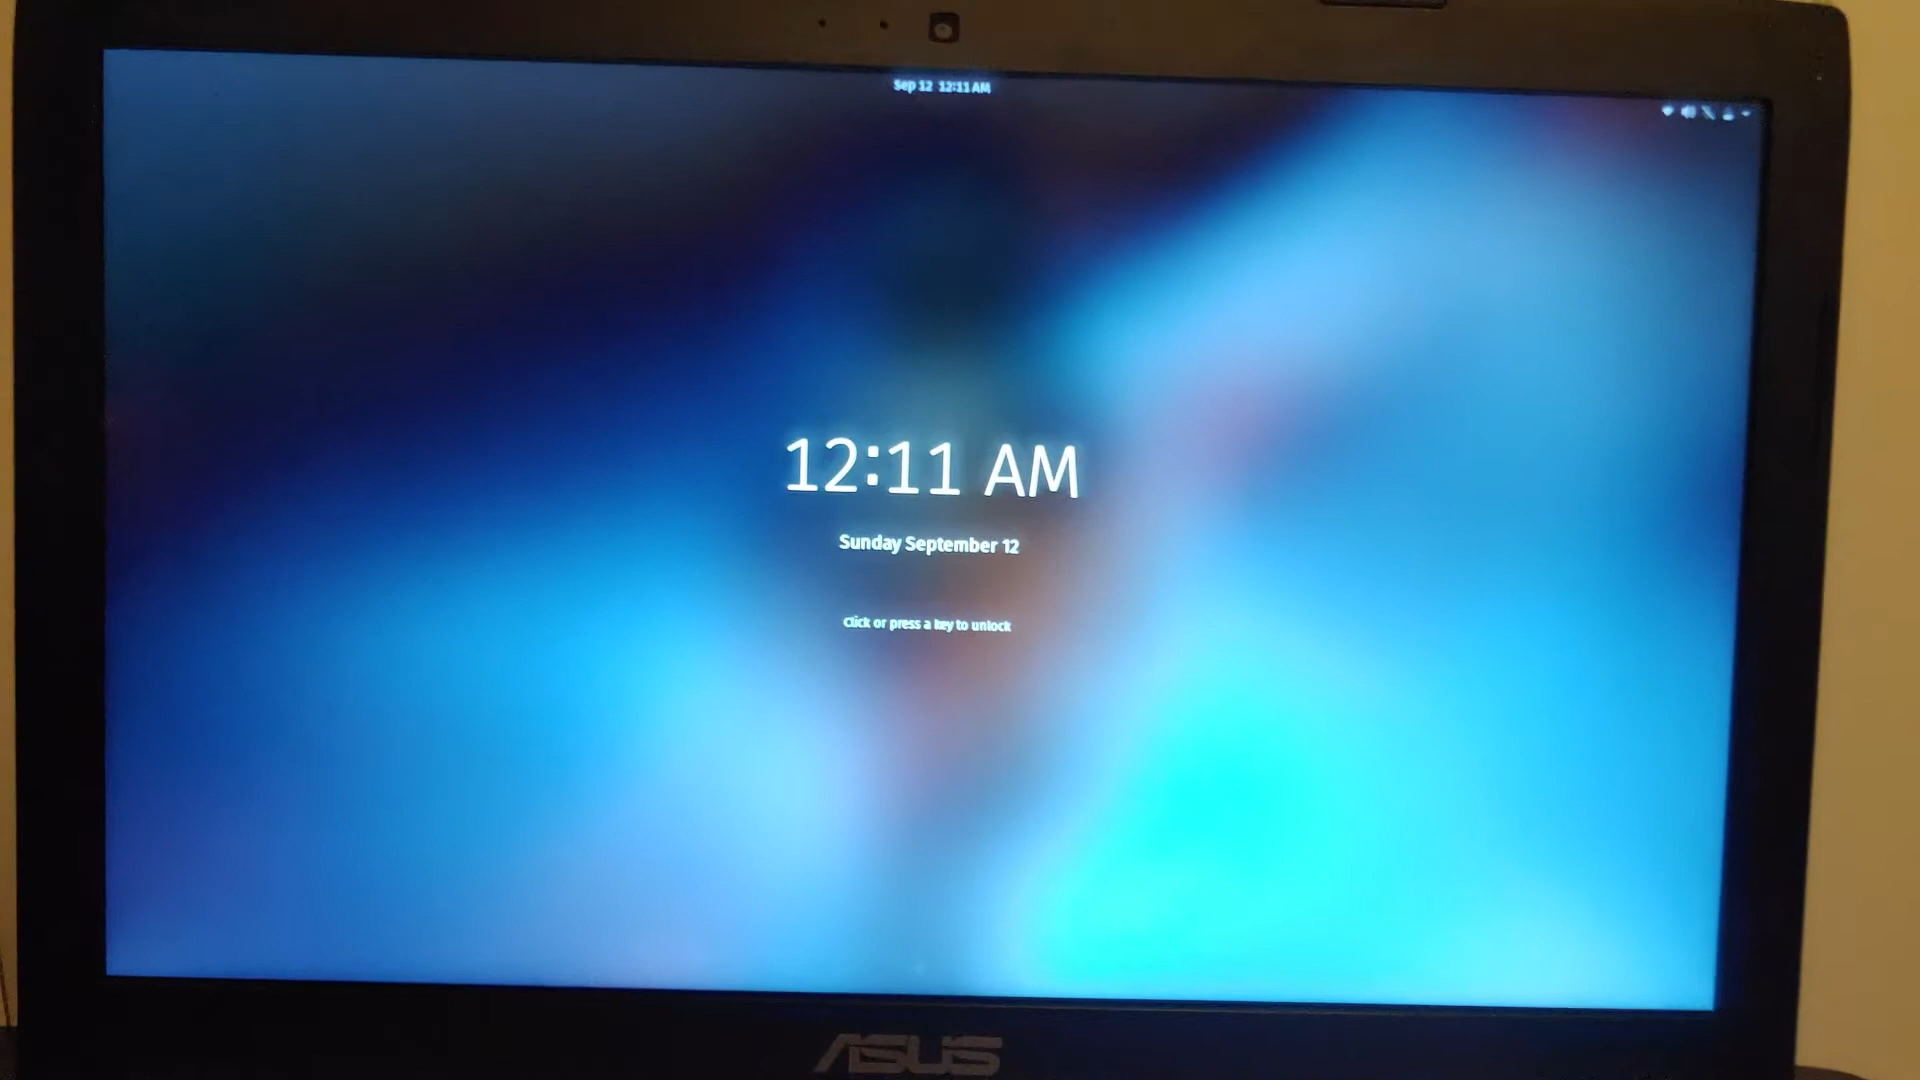 Sep 12 12:11 AM
12:11 AM
Sunday September 12
Click or press a key to unlock
ASUS